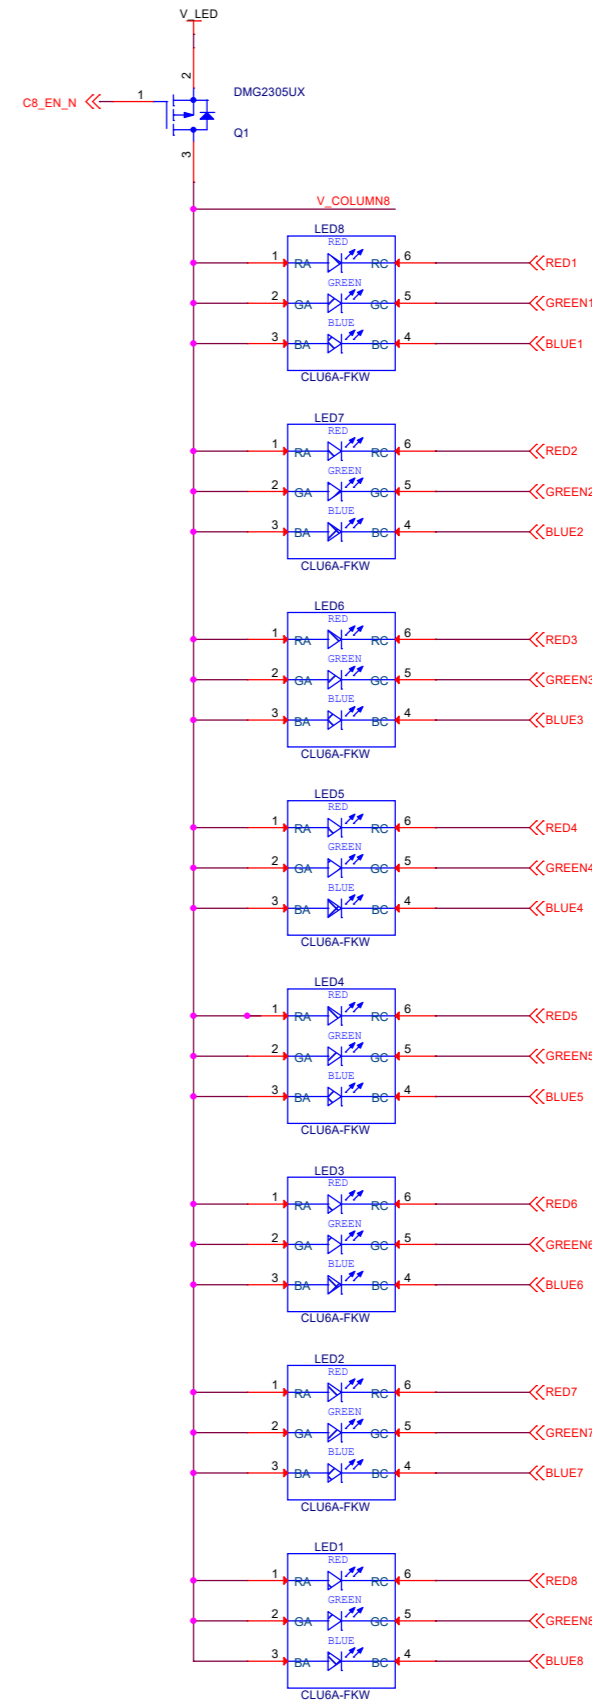 V_LED
2
DMG2305UX
1
C8_EN_N
Q1
3
V_COLUMN8
LED8
RED
1 RA RC 6 RED1
GREEN
2 GA GC 5 GREEN1
BLUE
3 BA BC 4 BLUE1
CLU6A-FKW
LED7
RED
1 RA RC 6 RED2
GREEN
2 GA GC 5 GREEN2
BLUE
3 BA BC 4 BLUE2
CLU6A-FKW
LED6
RED
1 RA RC 6 RED3
GREEN
2 GA GC 5 GREEN3
BLUE
3 BA BC 4 BLUE3
CLU6A-FKW
LED5
RED
1 RA RC 6 RED4
GREEN
2 GA GC 5 GREEN4
BLUE
3 BA BC 4 BLUE4
CLU6A-FKW
LED4
RED
1 RA RC 6 RED5
GREEN
2 GA GC 5 GREEN5
BLUE
3 BA BC 4 BLUE5
CLU6A-FKW
LED3
RED
1 RA RC 6 RED6
GREEN
2 GA GC 5 GREEN6
BLUE
3 BA BC 4 BLUE6
CLU6A-FKW
LED2
RED
1 RA RC 6 RED7
GREEN
2 GA GC 5 GREEN7
BLUE
3 BA BC 4 BLUE7
CLU6A-FKW
LED1
RED
1 RA RC 6 RED8
GREEN
2 GA GC 5 GREEN8
BLUE
3 BA BC 4 BLUE8
CLU6A-FKW